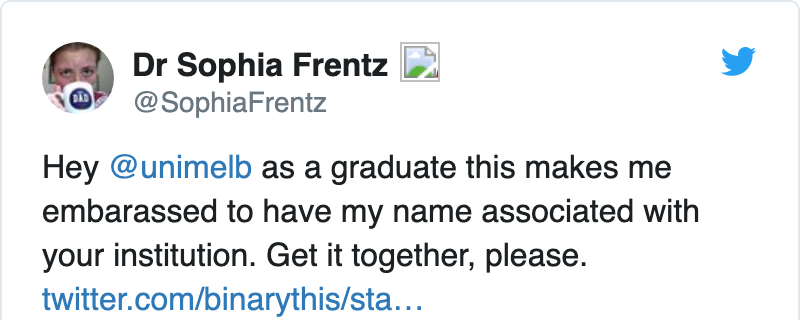 Dr Sophia Frentz
@SophiaFrentz
Hey @unimelb as a graduate this makes me
embarassed to have my name associated with
your institution. Get it together, please.
twitter.com/binarythis/sta…